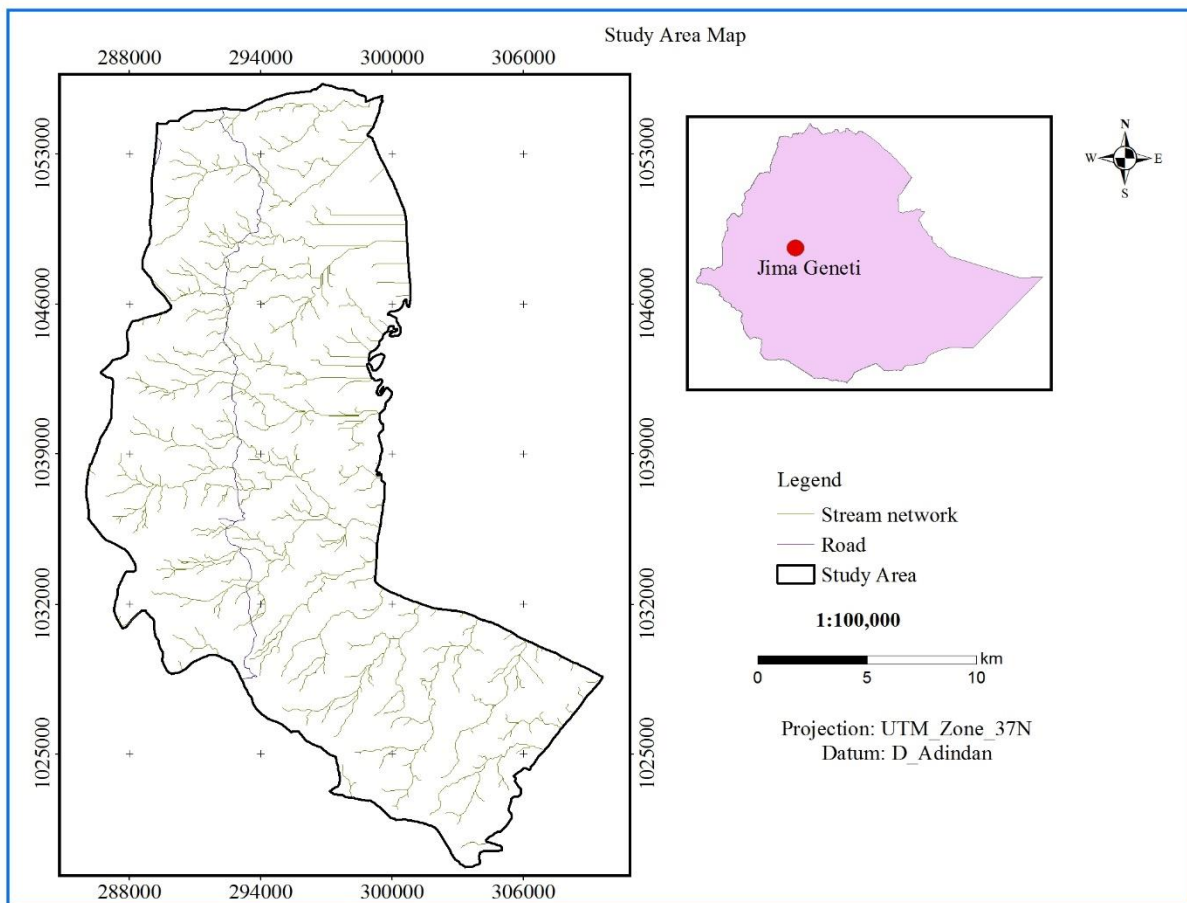 Study Area Map
288000 294000 300000 306000
1053000
1046000
1039000
1032000
1025000
1053000
1046000
1039000
1032000
1025000
288000 294000 300000 306000
Jima Geneti
N
W E
S
Legend
Stream network
Road
Study Area
1:100,000
km
0 5 10
Projection: UTM_Zone_37N
Datum: D_Adindan